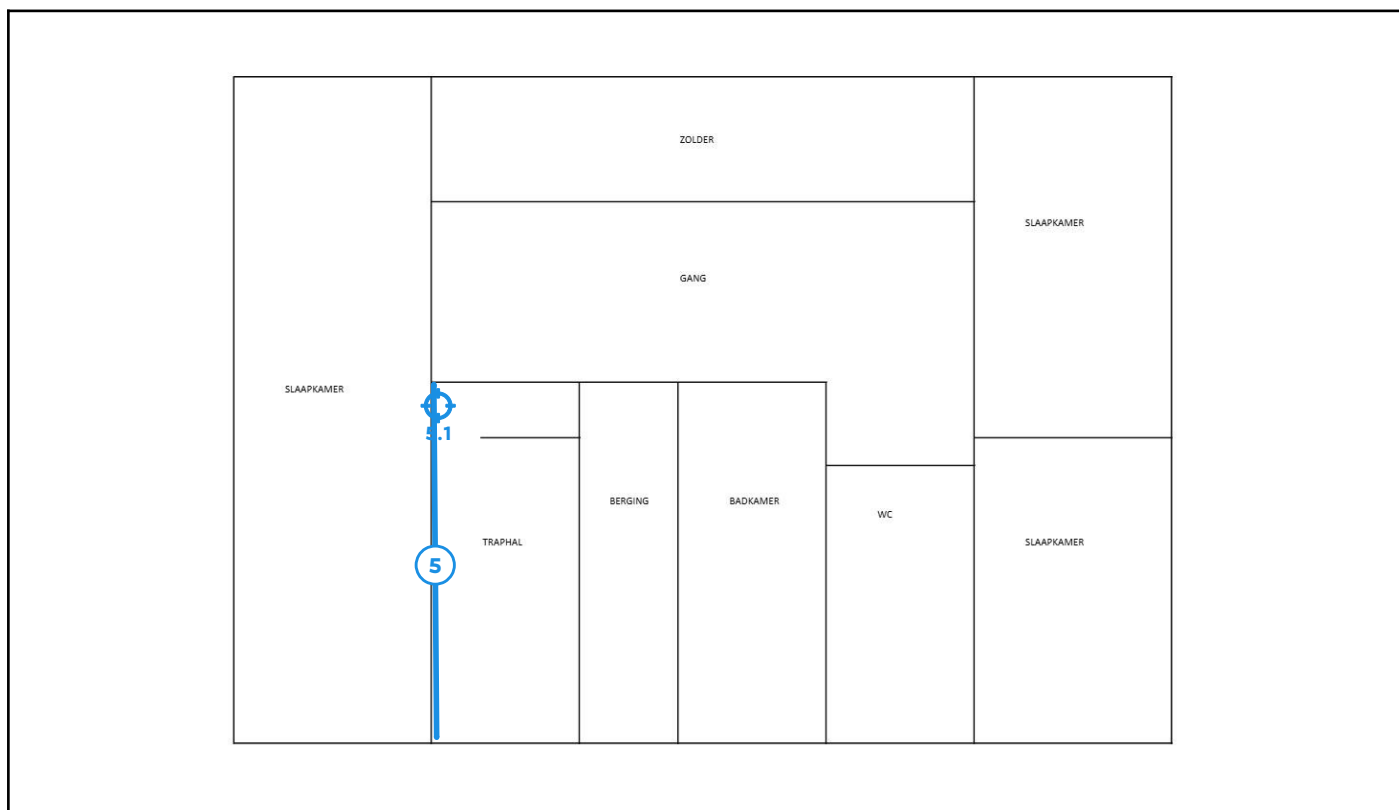 ZOLDER
SLAAPKAMER
GANG
SLAAPKAMER
5.1
BERGING
BADKAMER
WC
TRAPHAL
SLAAPKAMER
5